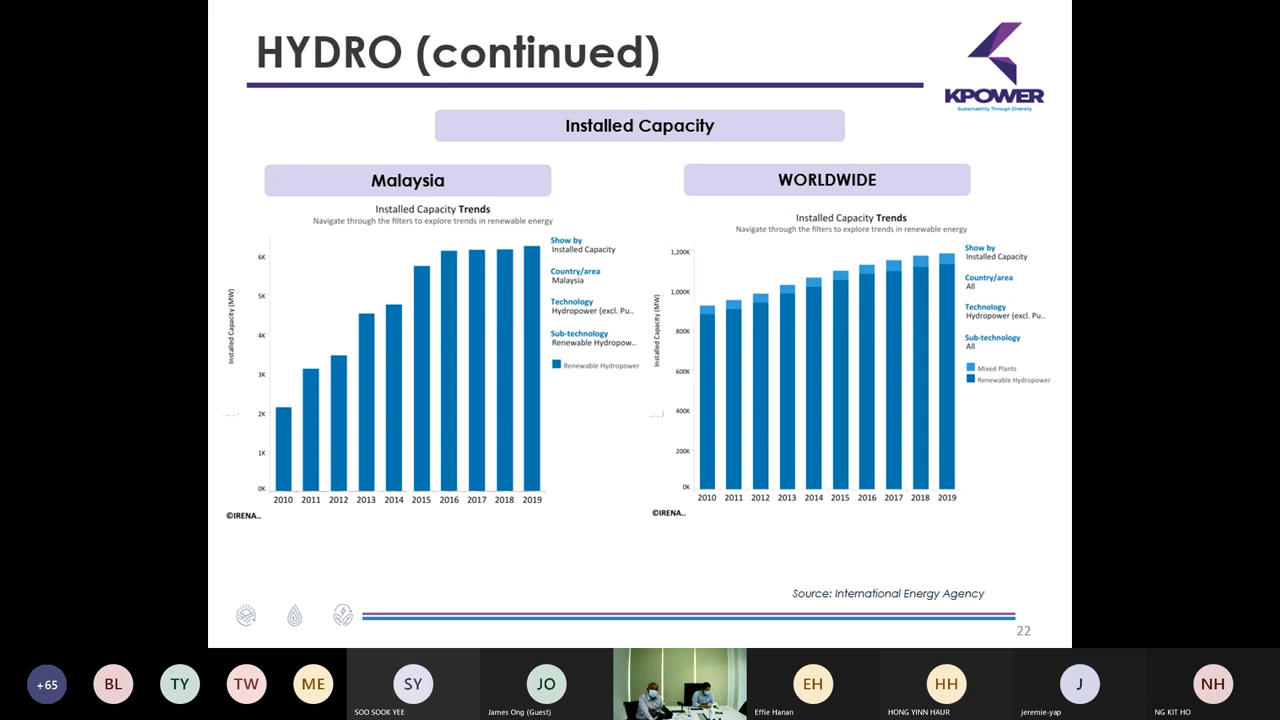 HYDRO (continued)
KPOWER
Sustainability Through Diversity
Installed Capacity
Malaysia
Installed Capacity Trends
Navigate through the filters to explore trends in renewable energy
Installed Capacity (MW)
6K
5K
4K
3K
2K
1K
0K
2010 2011 2012 2013 2014 2015 2016 2017 2018 2019
©IRENA..
Show by
Installed Capacity
Country/area
Malaysia
Technology
Hydropower (excl. Pu..
Sub-technology
Renewable Hydropow..
Renewable Hydropower
WORLDWIDE
Installed Capacity Trends
Navigate through the filters to explore trends in renewable energy
Installed Capacity (MW)
1,200K
1,000K
800K
600K
400K
200K
0K
2010 2011 2012 2013 2014 2015 2016 2017 2018 2019
©IRENA..
Show by
Installed Capacity
Country/area
All
Technology
Hydropower (excl. Pu..
Sub-technology
All
Mixed Plants
Renewable Hydropower
Source: International Energy Agency
22
+65
BL
TY
TW
ME
SY
SOO SOOK YEE
JO
James Ong (Guest)
EH
Effie Hanan
HH
HONG YINN HAUR
J
jeremie-yap
NH
NG KIT HO